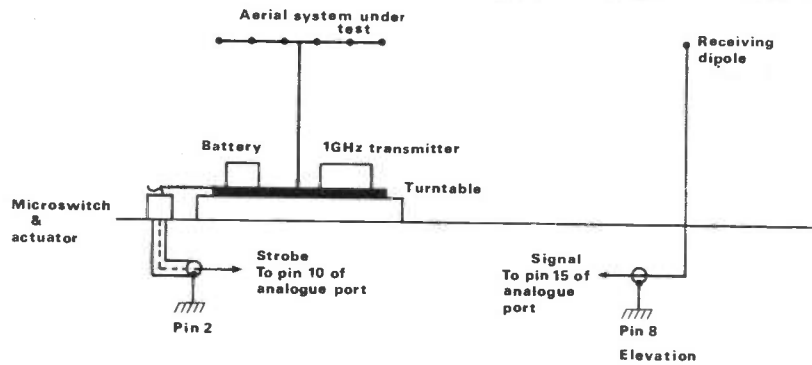 Aerial system under
test
Receiving
dipole
Battery
1GHz transmitter
Turntable
Microswitch
&
actuator
Strobe
To pin 10 of
analogue port
Pin 2
Signal
To pin 15 of
analogue
port
Pin 8
Elevation